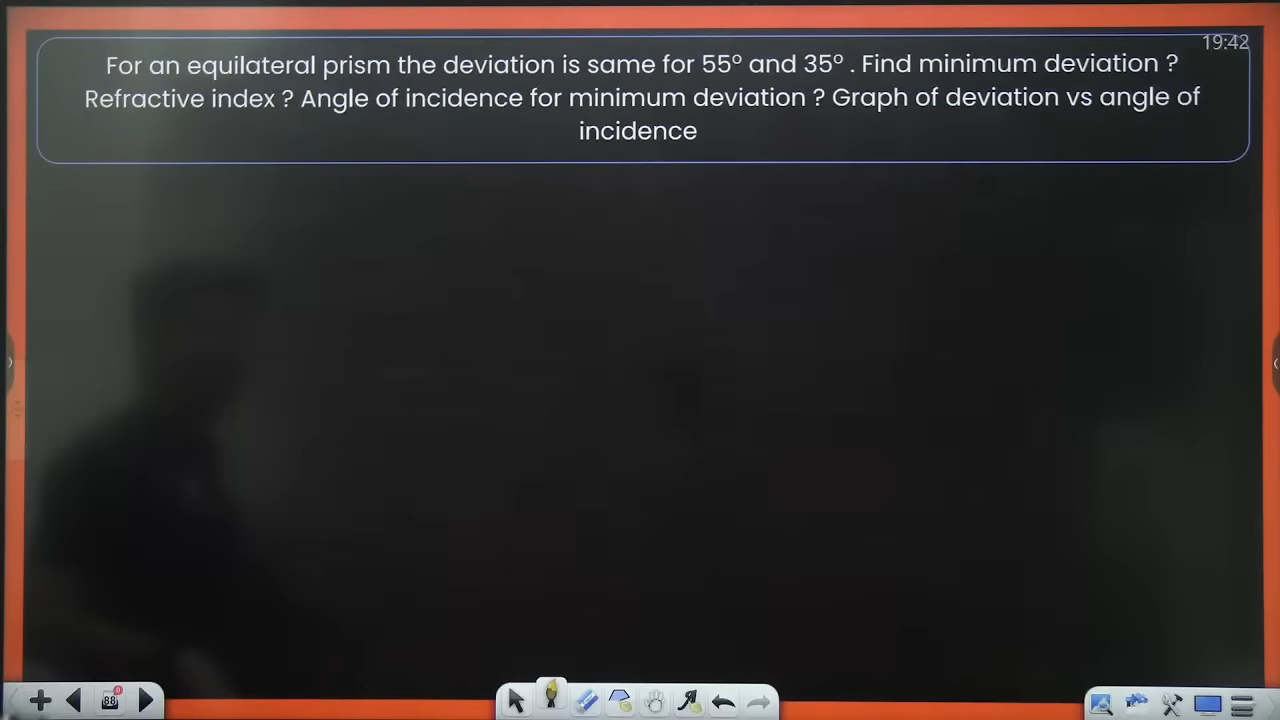 19:42
For an equilateral prism the deviation is same for 55° and 35° . Find minimum deviation ?
Refractive index ? Angle of incidence for minimum deviation ? Graph of deviation vs angle of
incidence
88